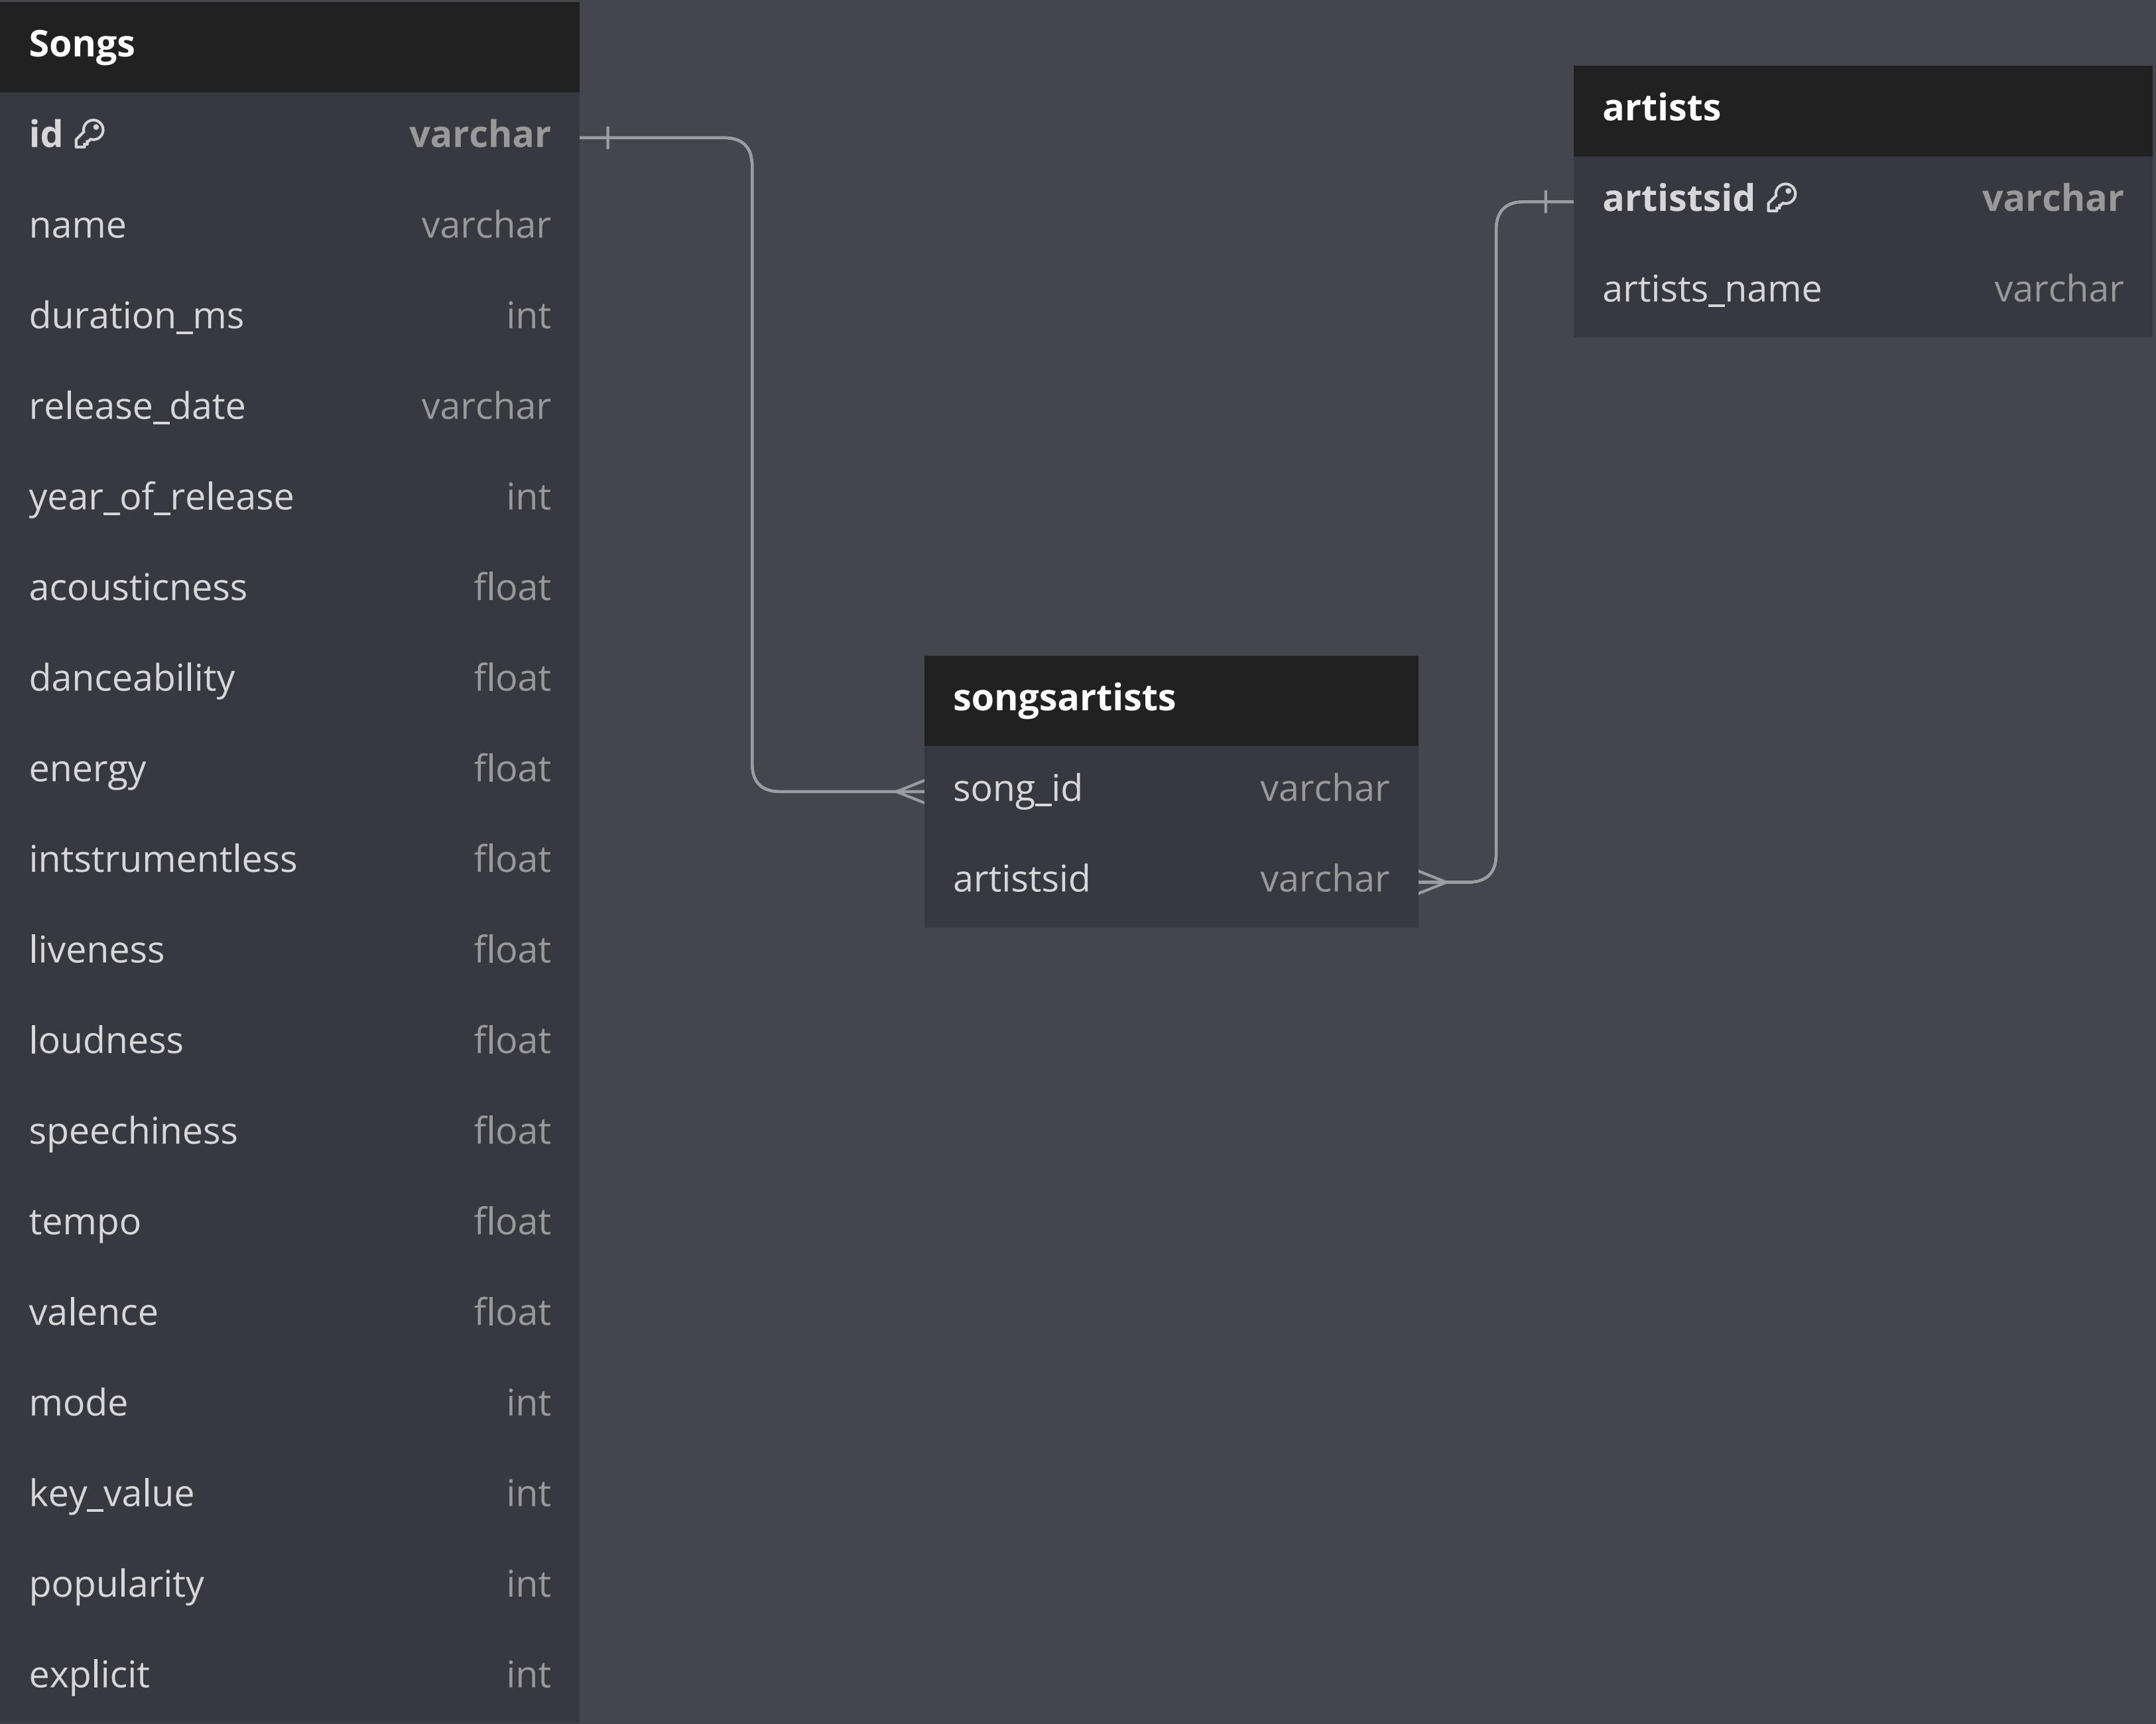 Songs
id varchar
name varchar
duration_ms int
release_date varchar
year_of_release int
acousticness float
danceability float
energy float
intstrumentless float
liveness float
loudness float
speechiness float
tempo float
valence float
mode int
key_value int
popularity int
explicit int
songsartists
song_id varchar
artistsid varchar
artists
artistsid varchar
artists_name varchar